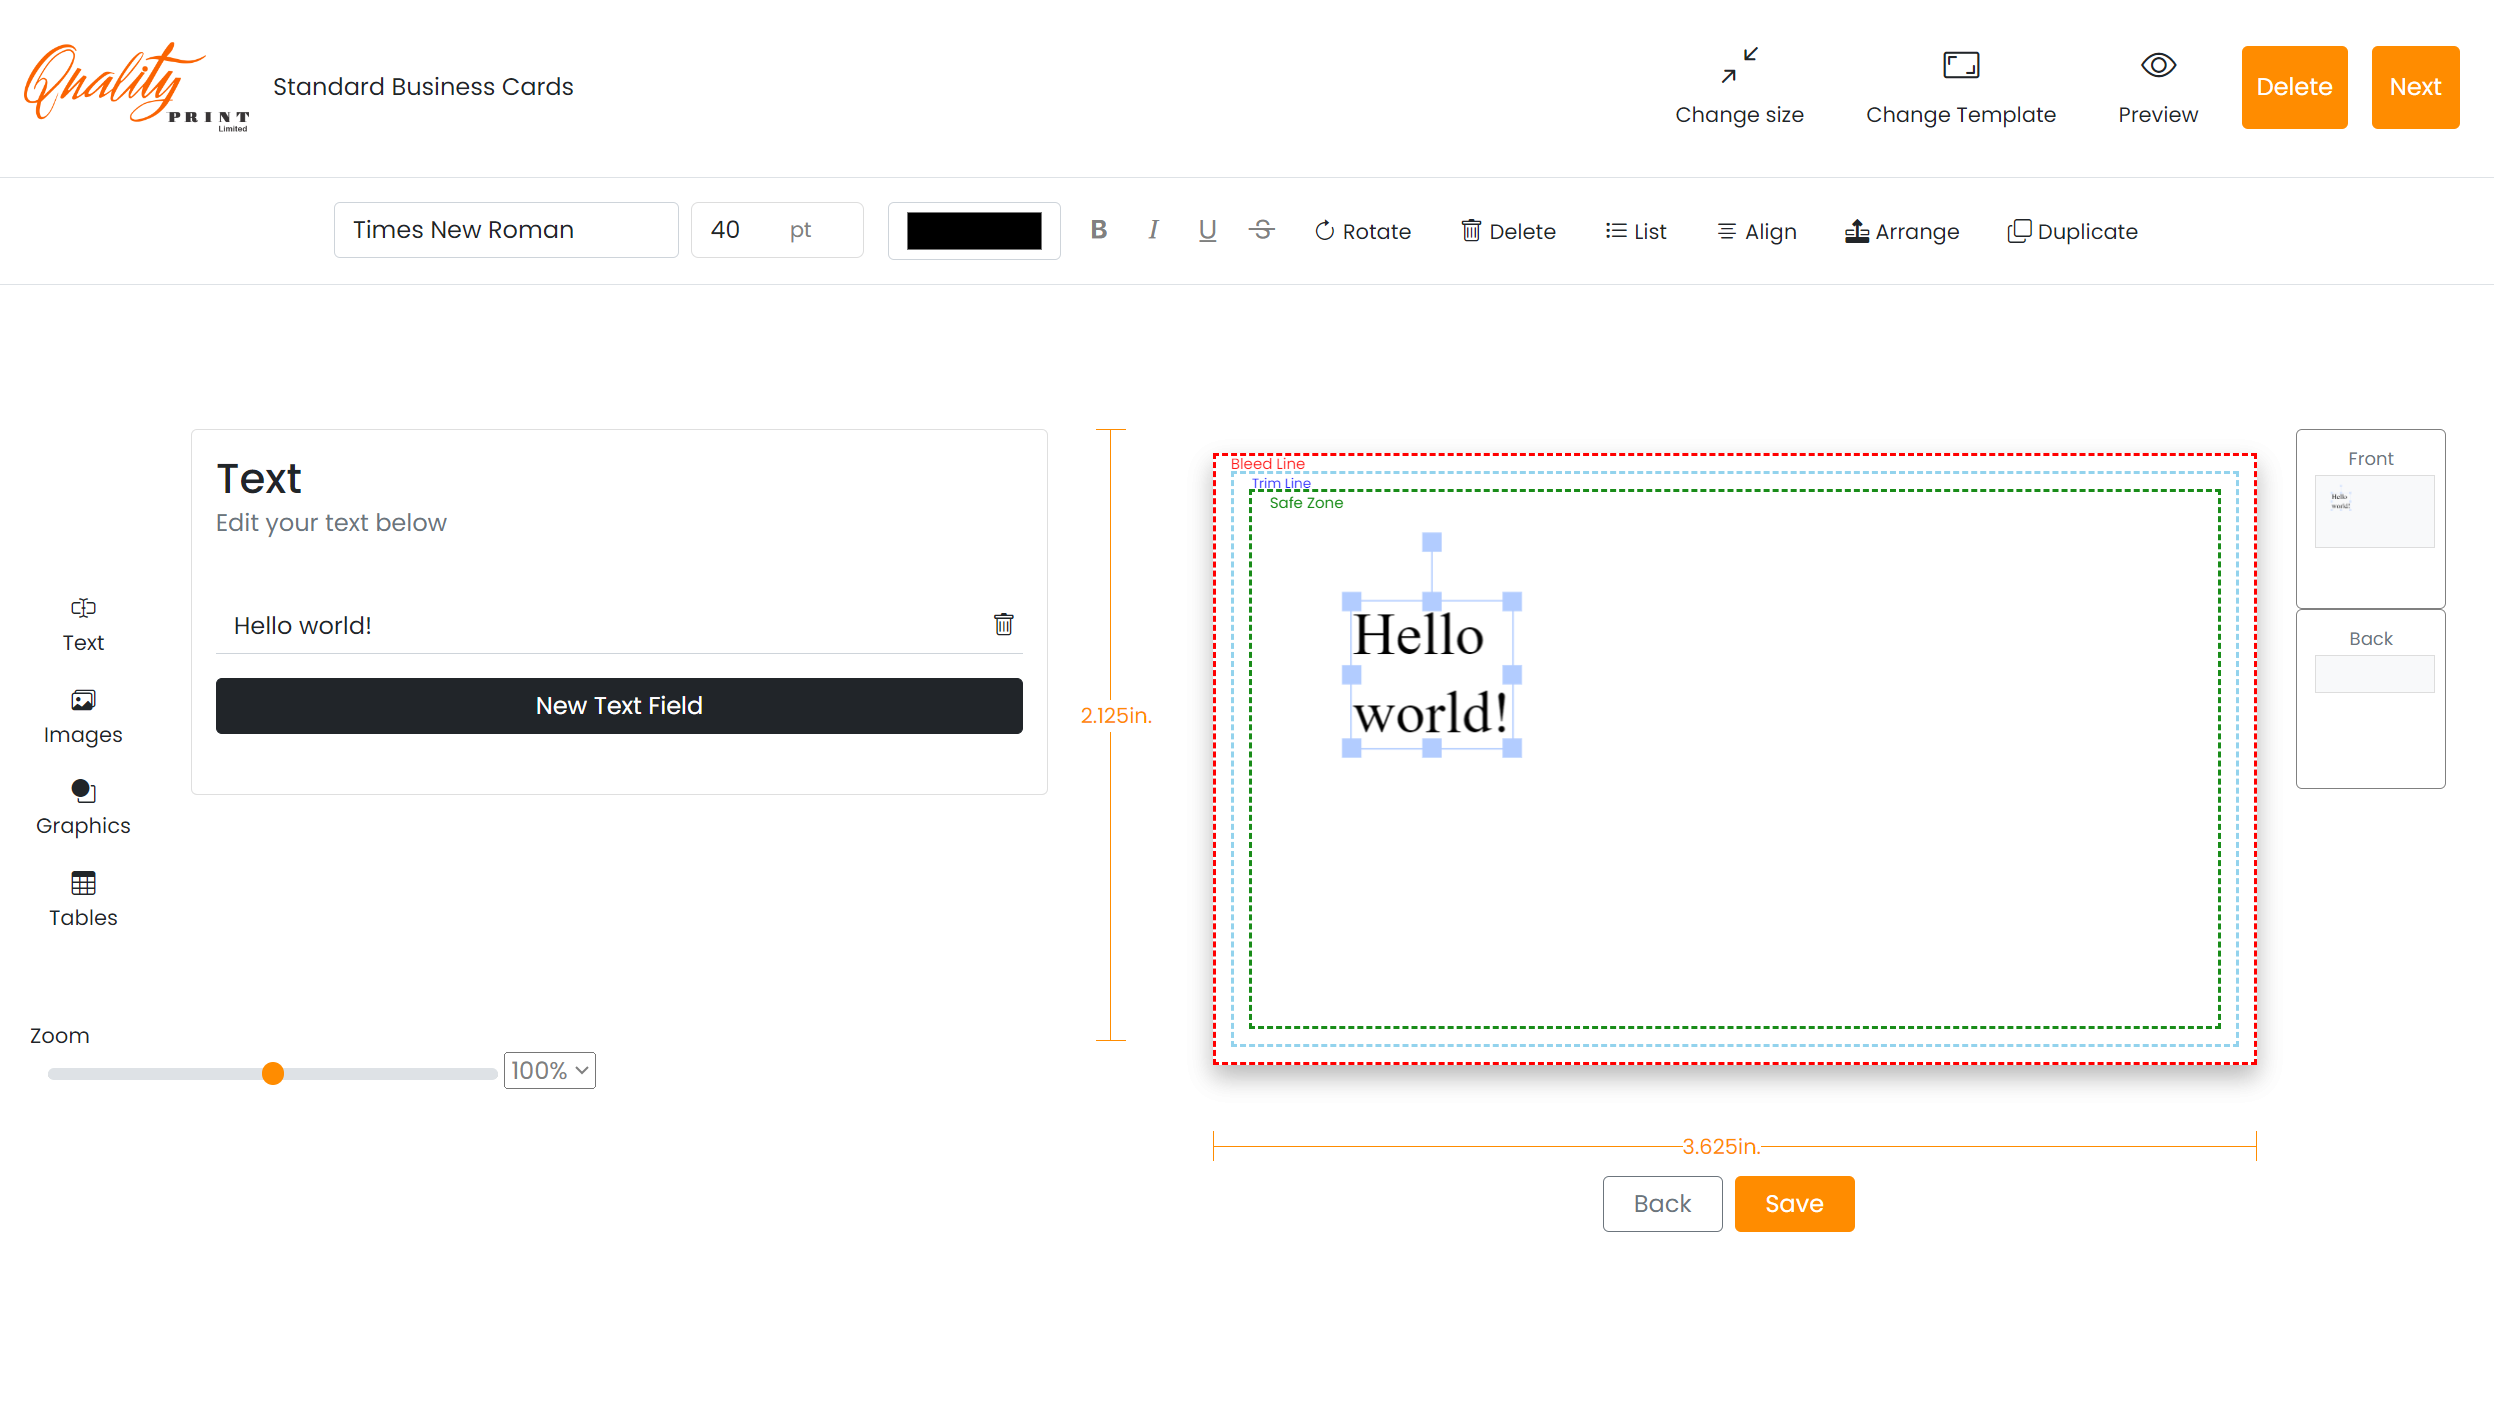 Quality
PRINT
Limited
Standard Business Cards
Change size
Change Template
Preview
Delete
Next
Times New Roman
40 pt
B I U S
Rotate
Delete
List
Align
Arrange
Duplicate
Text
Images
Graphics
Tables
Text
Edit your text below
Hello world!
New Text Field
Zoom
100%
2.125in.
Bleed Line
Trim Line
Safe Zone
Hello
world!
3.625in.
Back
Save
Front
Hello
world!
Back